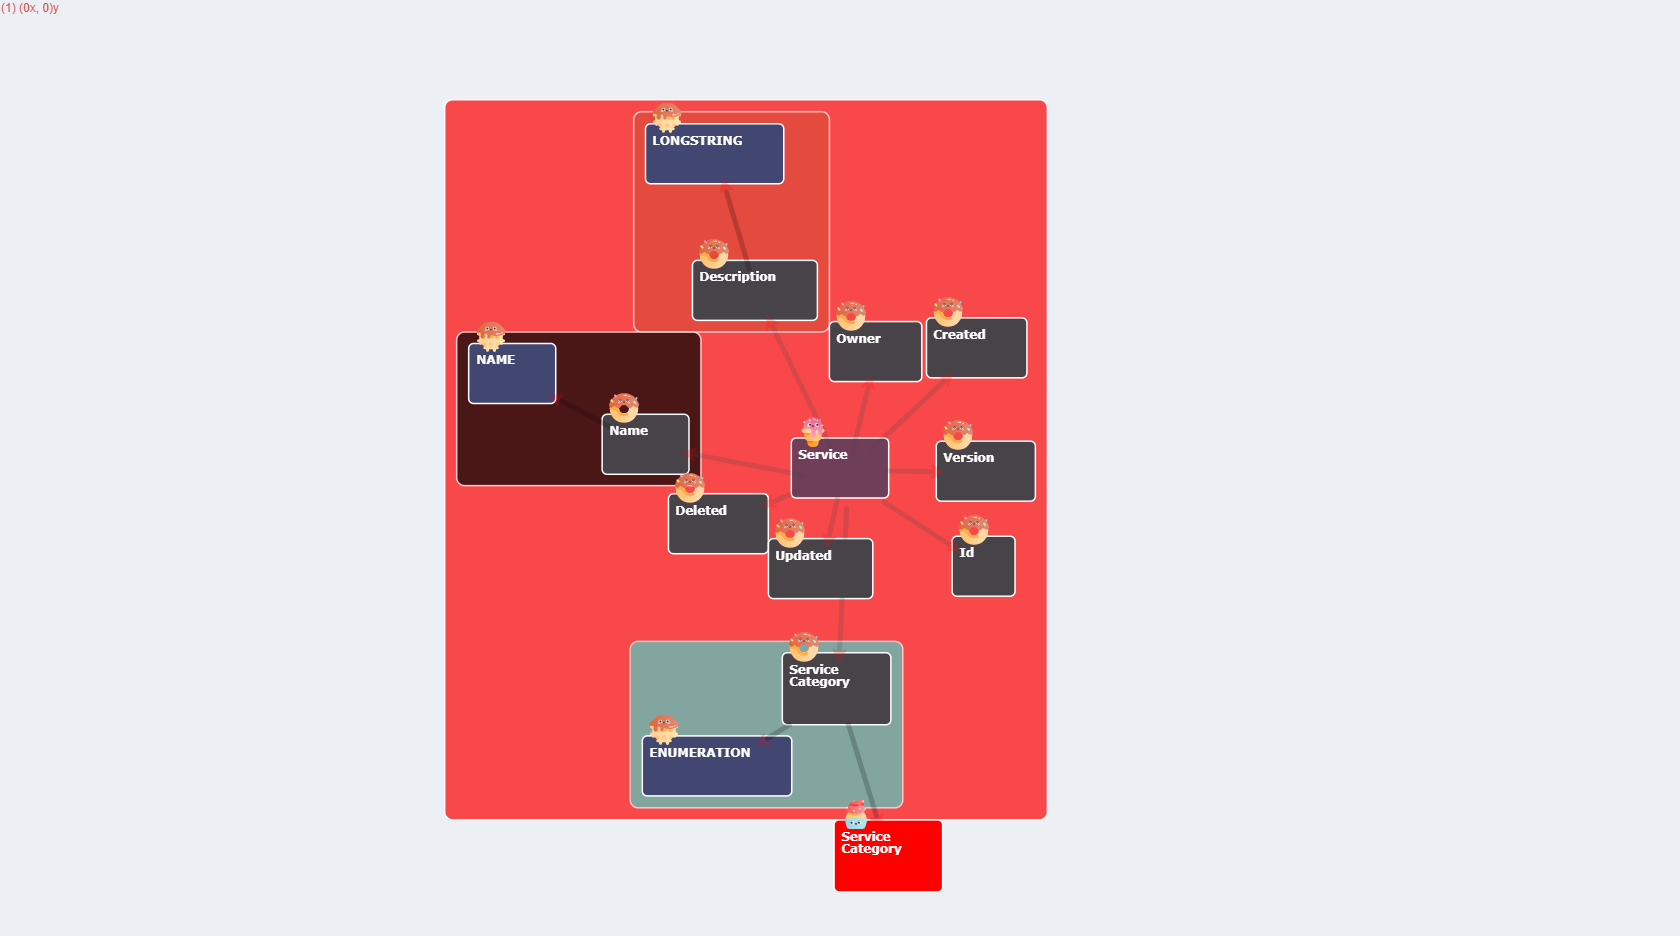 (1) (0x, 0)y
LONGSTRING
Description
Owner
Created
NAME
Name
Service
Version
Deleted
Updated
Id
Service
Category
ENUMERATION
Service
Category